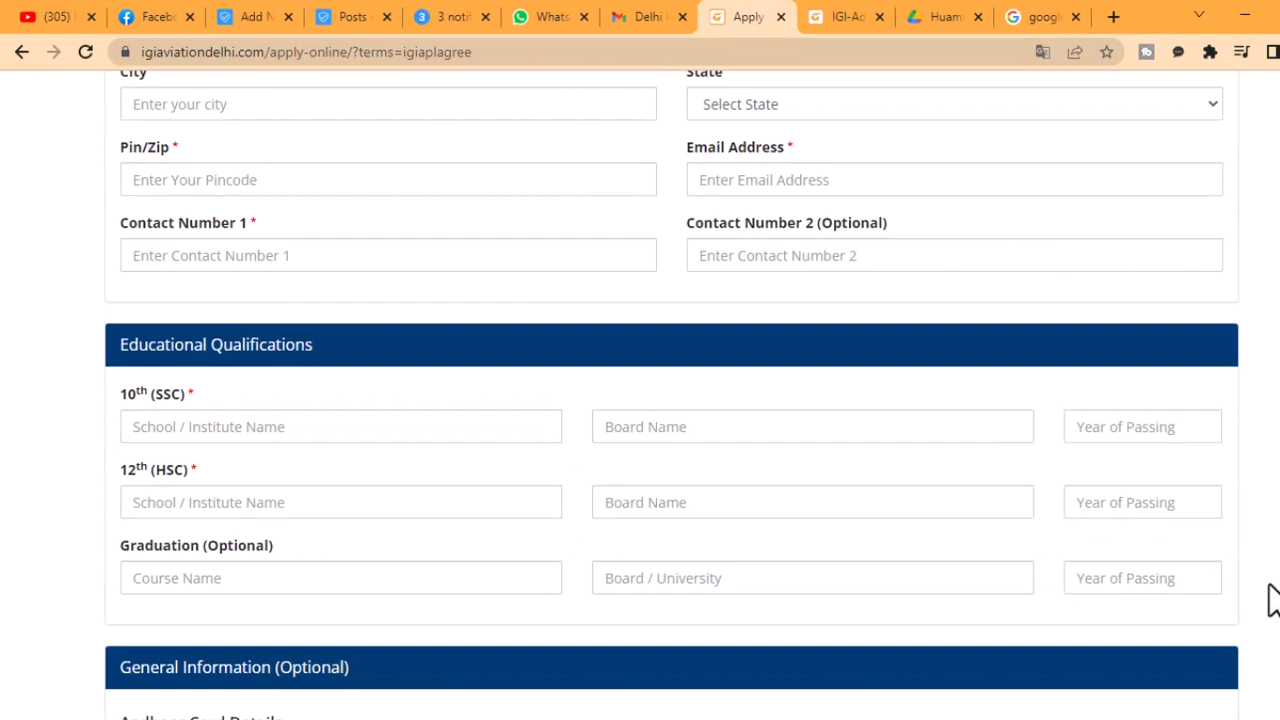 (305)
Faceb
Add N
Posts
3 notif
Whats
Delhi
Apply
IGI-Ad
Huam
googl
igiaviationdelhi.com/apply-online/?terms=igiaplagree
City
State
Enter your city
Select State
Pin/Zip *
Email Address *
Enter Your Pincode
Enter Email Address
Contact Number 1 *
Contact Number 2 (Optional)
Enter Contact Number 1
Enter Contact Number 2
Educational Qualifications
10th (SSC) *
School / Institute Name
Board Name
Year of Passing
12th (HSC) *
School / Institute Name
Board Name
Year of Passing
Graduation (Optional)
Course Name
Board / University
Year of Passing
General Information (Optional)